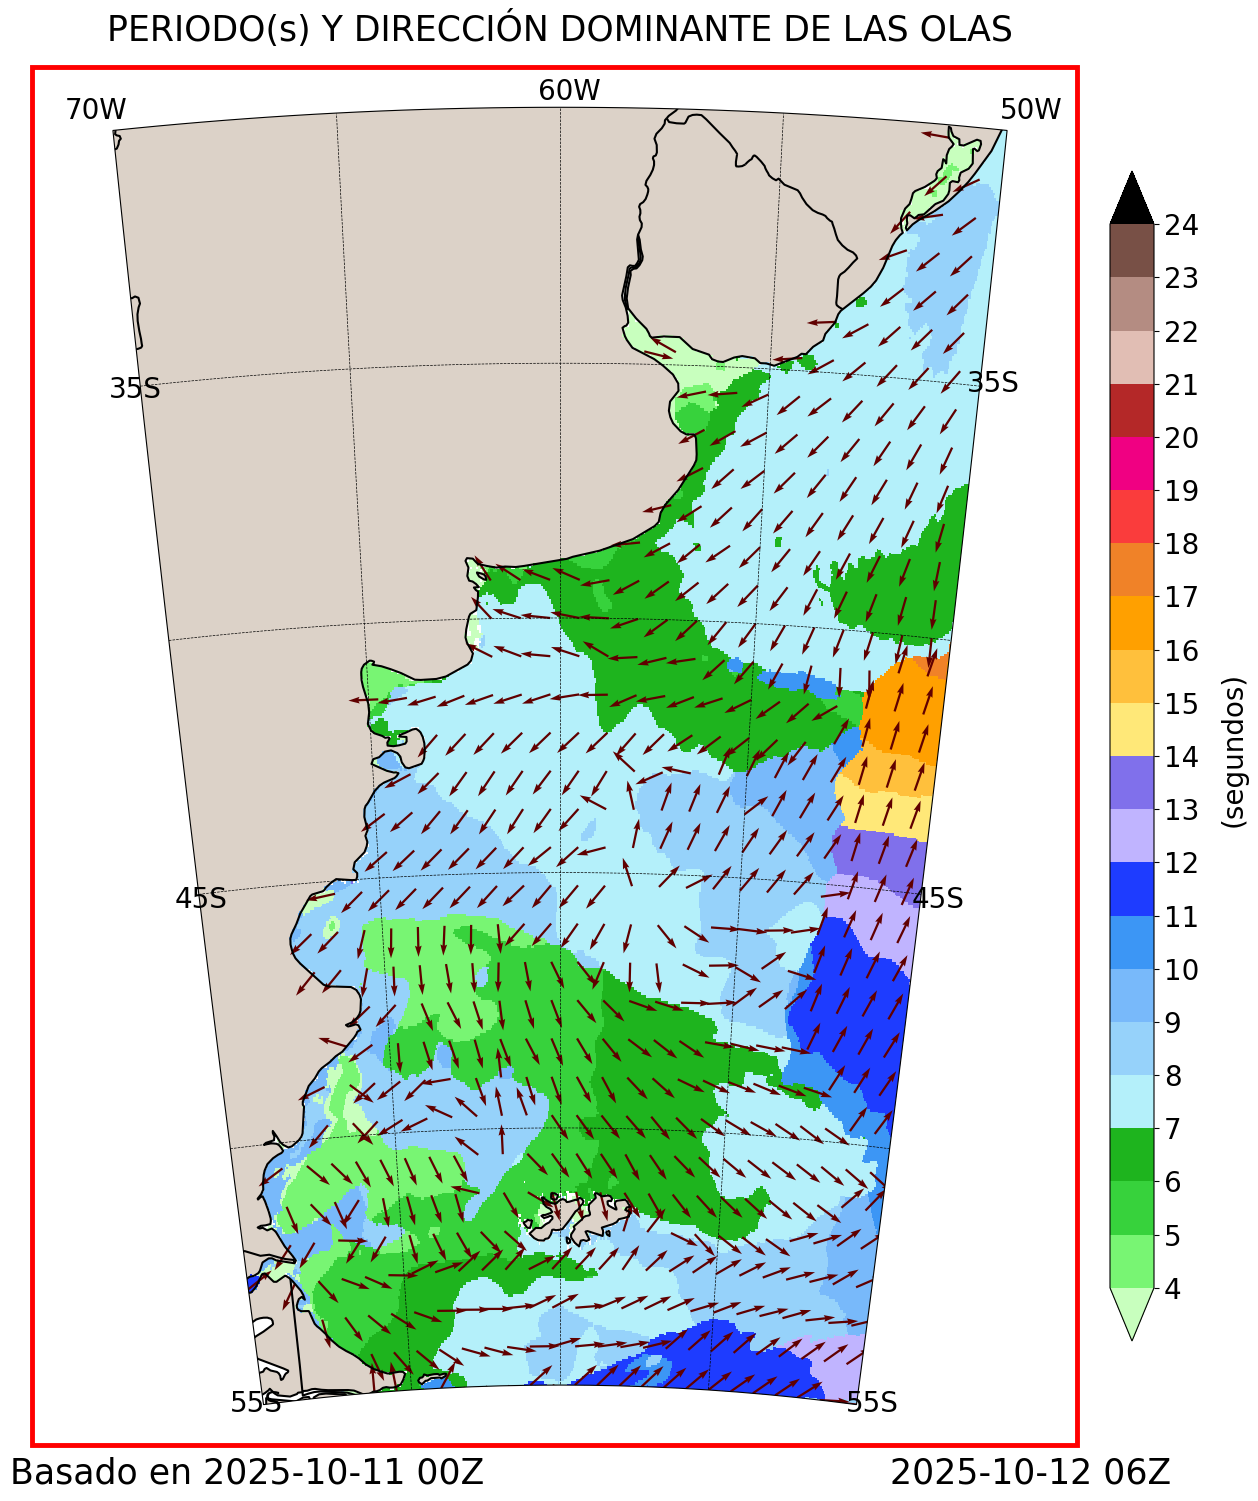 PERIODO(s) Y DIRECCIÓN DOMINANTE DE LAS OLAS
70W
60W
50W
35S
35S
45S
45S
55S
55S
24
23
22
21
20
19
18
17
16
15
14
13
12
11
10
9
8
7
6
5
4
(segundos)
Basado en 2025-10-11 00Z
2025-10-12 06Z